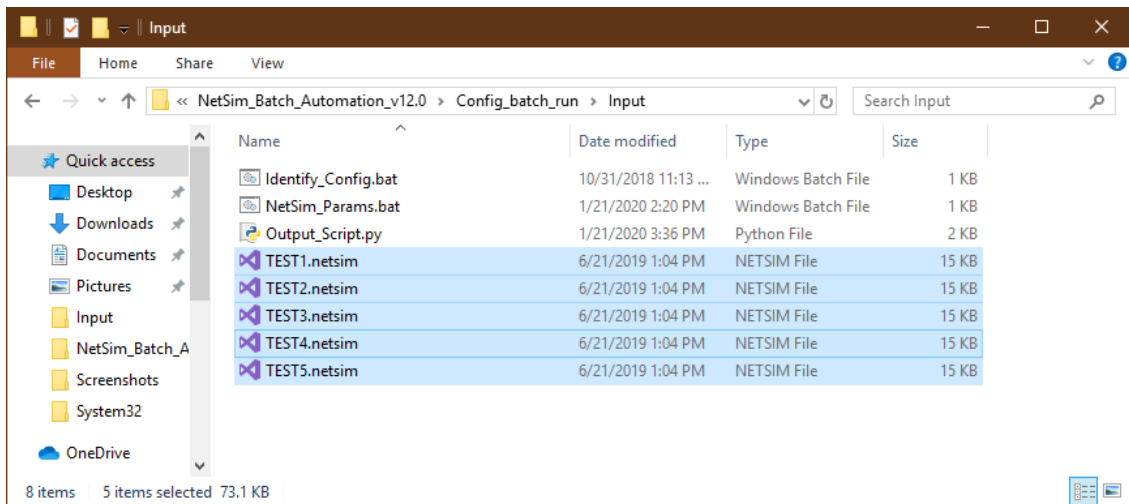 Input
File Home Share View
« NetSim_Batch_Automation_v12.0 > Config_batch_run > Input Search Input
Name Date modified Type Size
Quick access
Desktop
Downloads
Documents
Pictures
Input
NetSim_Batch_A
Screenshots
System32
OneDrive
Identify_Config.bat 10/31/2018 11:13 ... Windows Batch File 1 KB
NetSim_Params.bat 1/21/2020 2:20 PM Windows Batch File 1 KB
Output_Script.py 1/21/2020 3:36 PM Python File 2 KB
TEST1.netsim 6/21/2019 1:04 PM NETSIM File 15 KB
TEST2.netsim 6/21/2019 1:04 PM NETSIM File 15 KB
TEST3.netsim 6/21/2019 1:04 PM NETSIM File 15 KB
TEST4.netsim 6/21/2019 1:04 PM NETSIM File 15 KB
TEST5.netsim 6/21/2019 1:04 PM NETSIM File 15 KB
8 items 5 items selected 73.1 KB